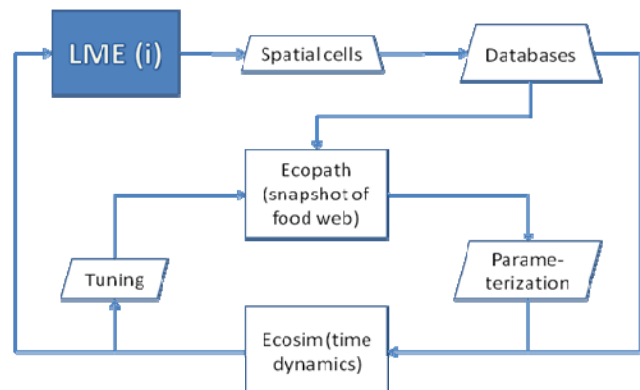 LME (i)
Spatial cells
Databases
Ecopath
(snapshot of
food web)
Tuning
Parame-
terization
Ecosim (time
dynamics)